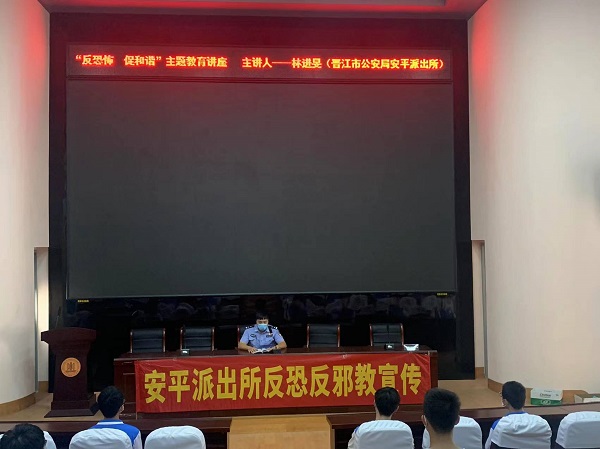 “反恐怖 促和谐”主题教育讲座 主讲人——林进旻（晋江市公安局安平派出所）
安平派出所反恐反邪教宣传